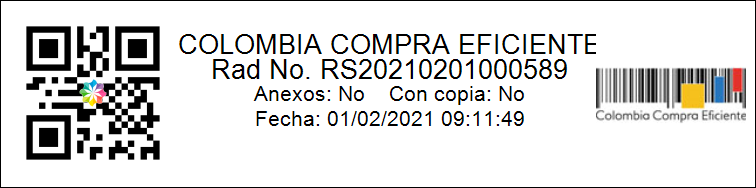 COLOMBIA COMPRA EFICIENTE
Rad No. RS20210201000589
Anexos: No Con copia: No
Fecha: 01/02/2021 09:11:49
Colombia Compra Eficiente